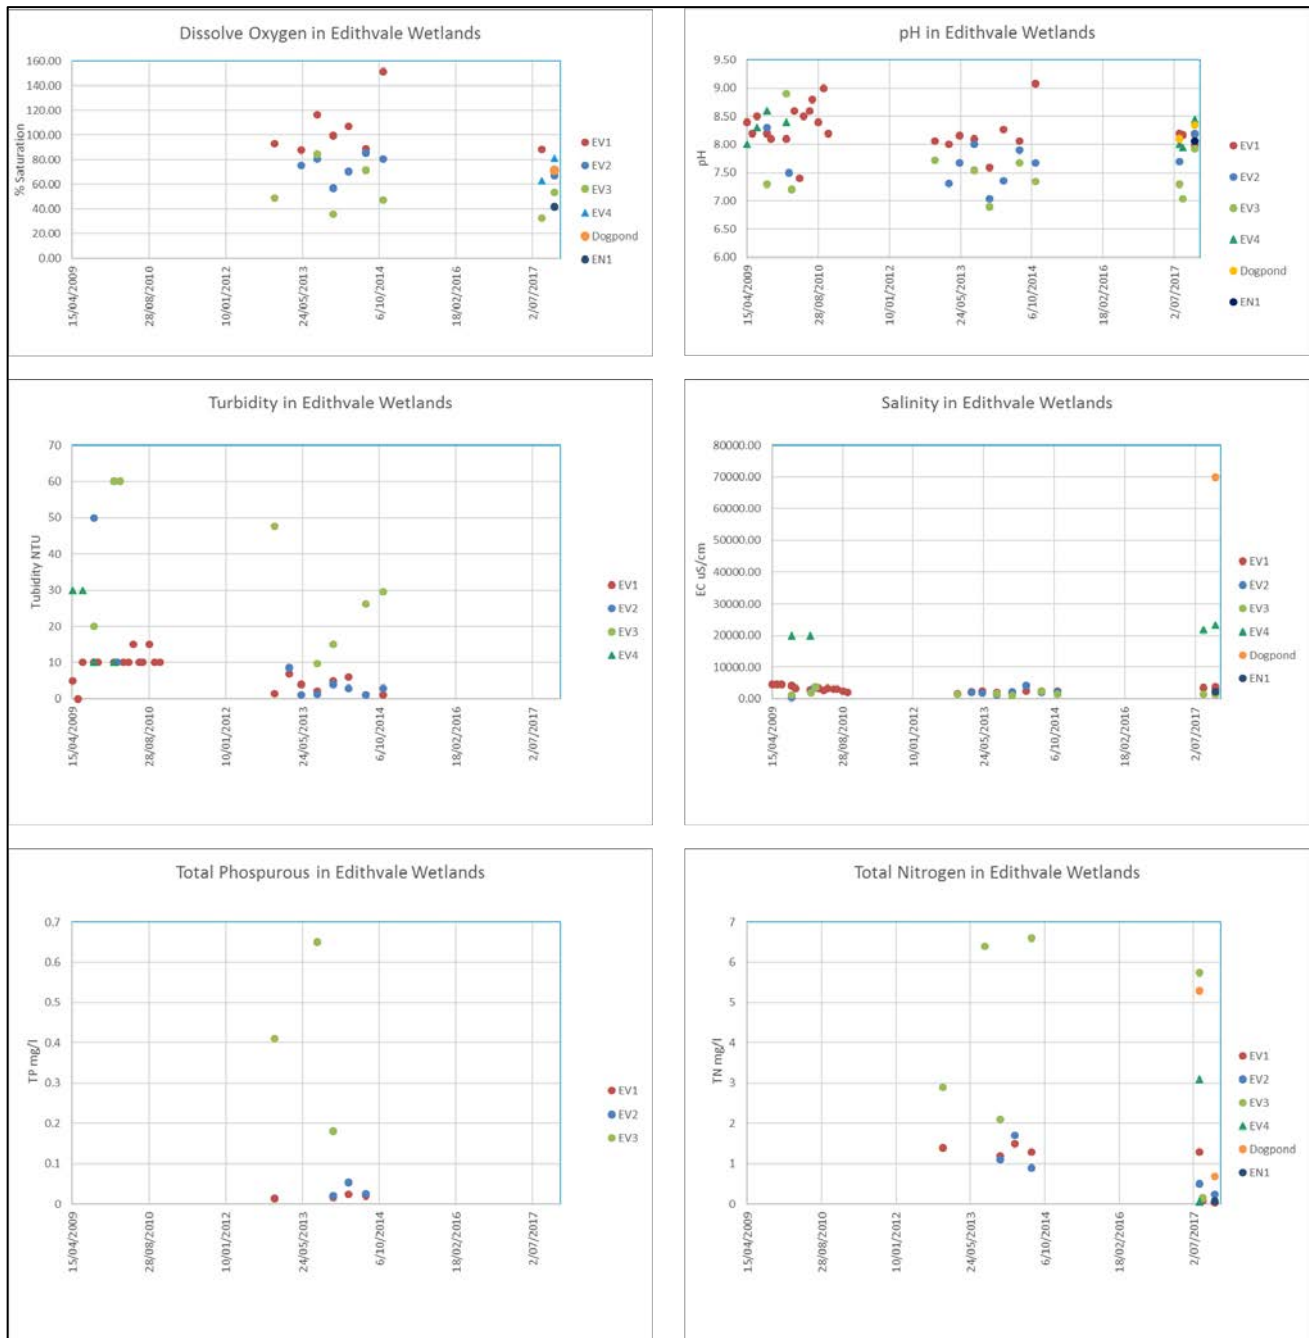 Dissolve Oxygen in Edithvale Wetlands
% Saturation
160.00
140.00
120.00
100.00
80.00
60.00
40.00
20.00
0.00
15/04/2009
28/08/2010
10/01/2012
24/05/2013
6/10/2014
18/02/2016
2/07/2017
EV1
EV2
EV3
EV4
Dogpond
EN1
pH in Edithvale Wetlands
pH
9.50
9.00
8.50
8.00
7.50
7.00
6.50
6.00
15/04/2009
28/08/2010
10/01/2012
24/05/2013
6/10/2014
18/02/2016
2/07/2017
EV1
EV2
EV3
EV4
Dogpond
EN1
Turbidity in Edithvale Wetlands
Tubidity NTU
70
60
50
40
30
20
10
0
15/04/2009
28/08/2010
10/01/2012
24/05/2013
6/10/2014
18/02/2016
2/07/2017
EV1
EV2
EV3
EV4
Salinity in Edithvale Wetlands
EC uS/cm
80000.00
70000.00
60000.00
50000.00
40000.00
30000.00
20000.00
10000.00
0.00
15/04/2009
28/08/2010
10/01/2012
24/05/2013
6/10/2014
18/02/2016
2/07/2017
EV1
EV2
EV3
EV4
Dogpond
EN1
Total Phospurous in Edithvale Wetlands
TP mg/l
0.7
0.6
0.5
0.4
0.3
0.2
0.1
0
15/04/2009
28/08/2010
10/01/2012
24/05/2013
6/10/2014
18/02/2016
2/07/2017
EV1
EV2
EV3
Total Nitrogen in Edithvale Wetlands
TN mg/l
7
6
5
4
3
2
1
0
15/04/2009
28/08/2010
10/01/2012
24/05/2013
6/10/2014
18/02/2016
2/07/2017
EV1
EV2
EV3
EV4
Dogpond
EN1